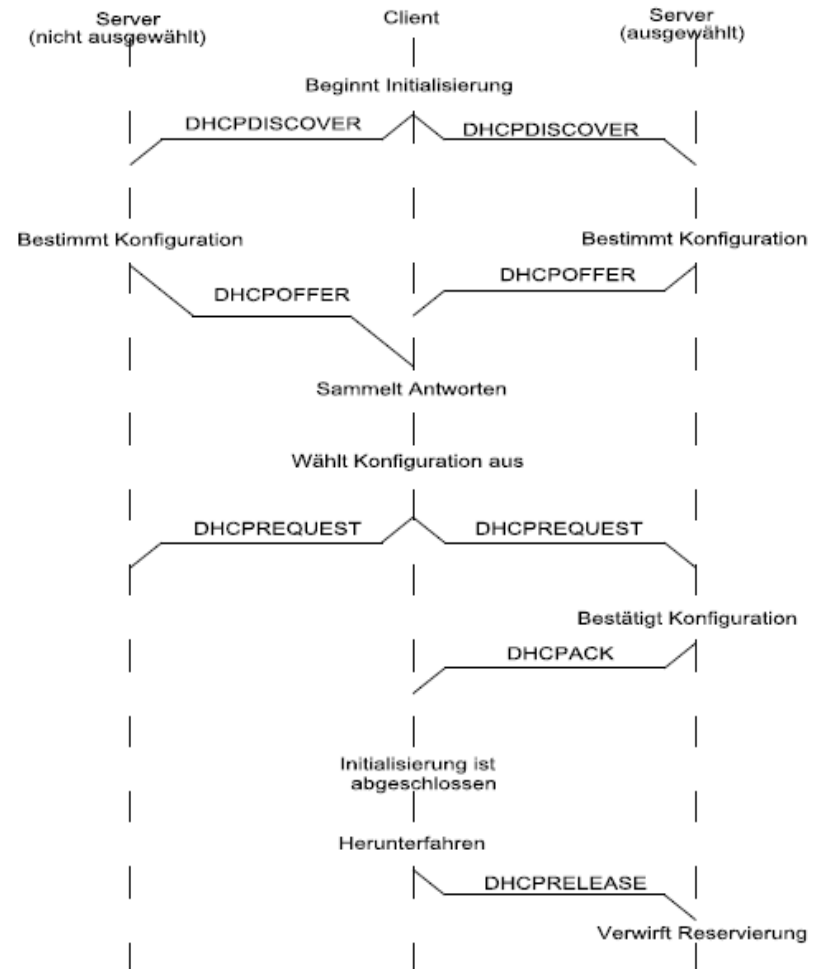 Server
(nicht ausgewählt)
Client
Server
(ausgewählt)
Beginnt Initialisierung
DHCPDISCOVER
DHCPDISCOVER
Bestimmt Konfiguration
Bestimmt Konfiguration
DHCPOFFER
DHCPOFFER
Sammelt Antworten
Wählt Konfiguration aus
DHCPREQUEST
DHCPREQUEST
Bestätigt Konfiguration
DHCPACK
Initialisierung ist
abgeschlossen
Herunterfahren
DHCPRELEASE
Verwirft Reservierung